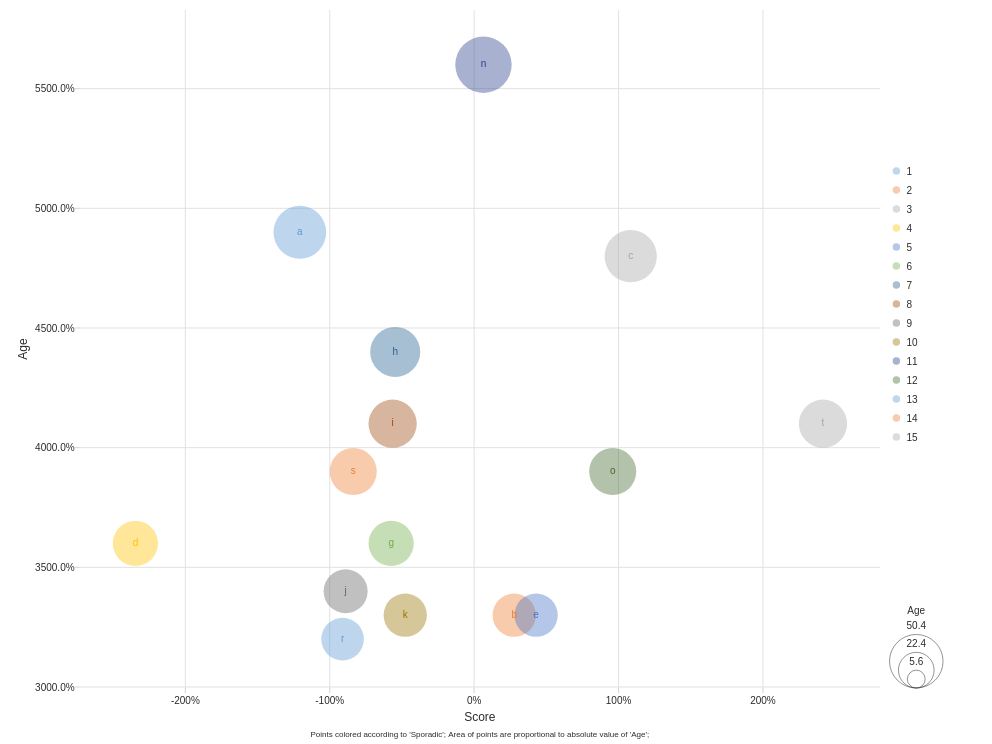 n
5500.0%
1
2
5000.0%
3
4
a
5
c
6
7
4500.5%
8
Age
h
9
10
11
12
i
t
13
14
4000.0%
15
s
o
d
g
3500.0%
j
Age
k
b
e
50.4
r
22.4
5.6
3000.0%
-200%
-100%
0%
100%
200%
Score
Points colored according to 'Sporadic'; Area of points are proportional to absolute value of 'Age';